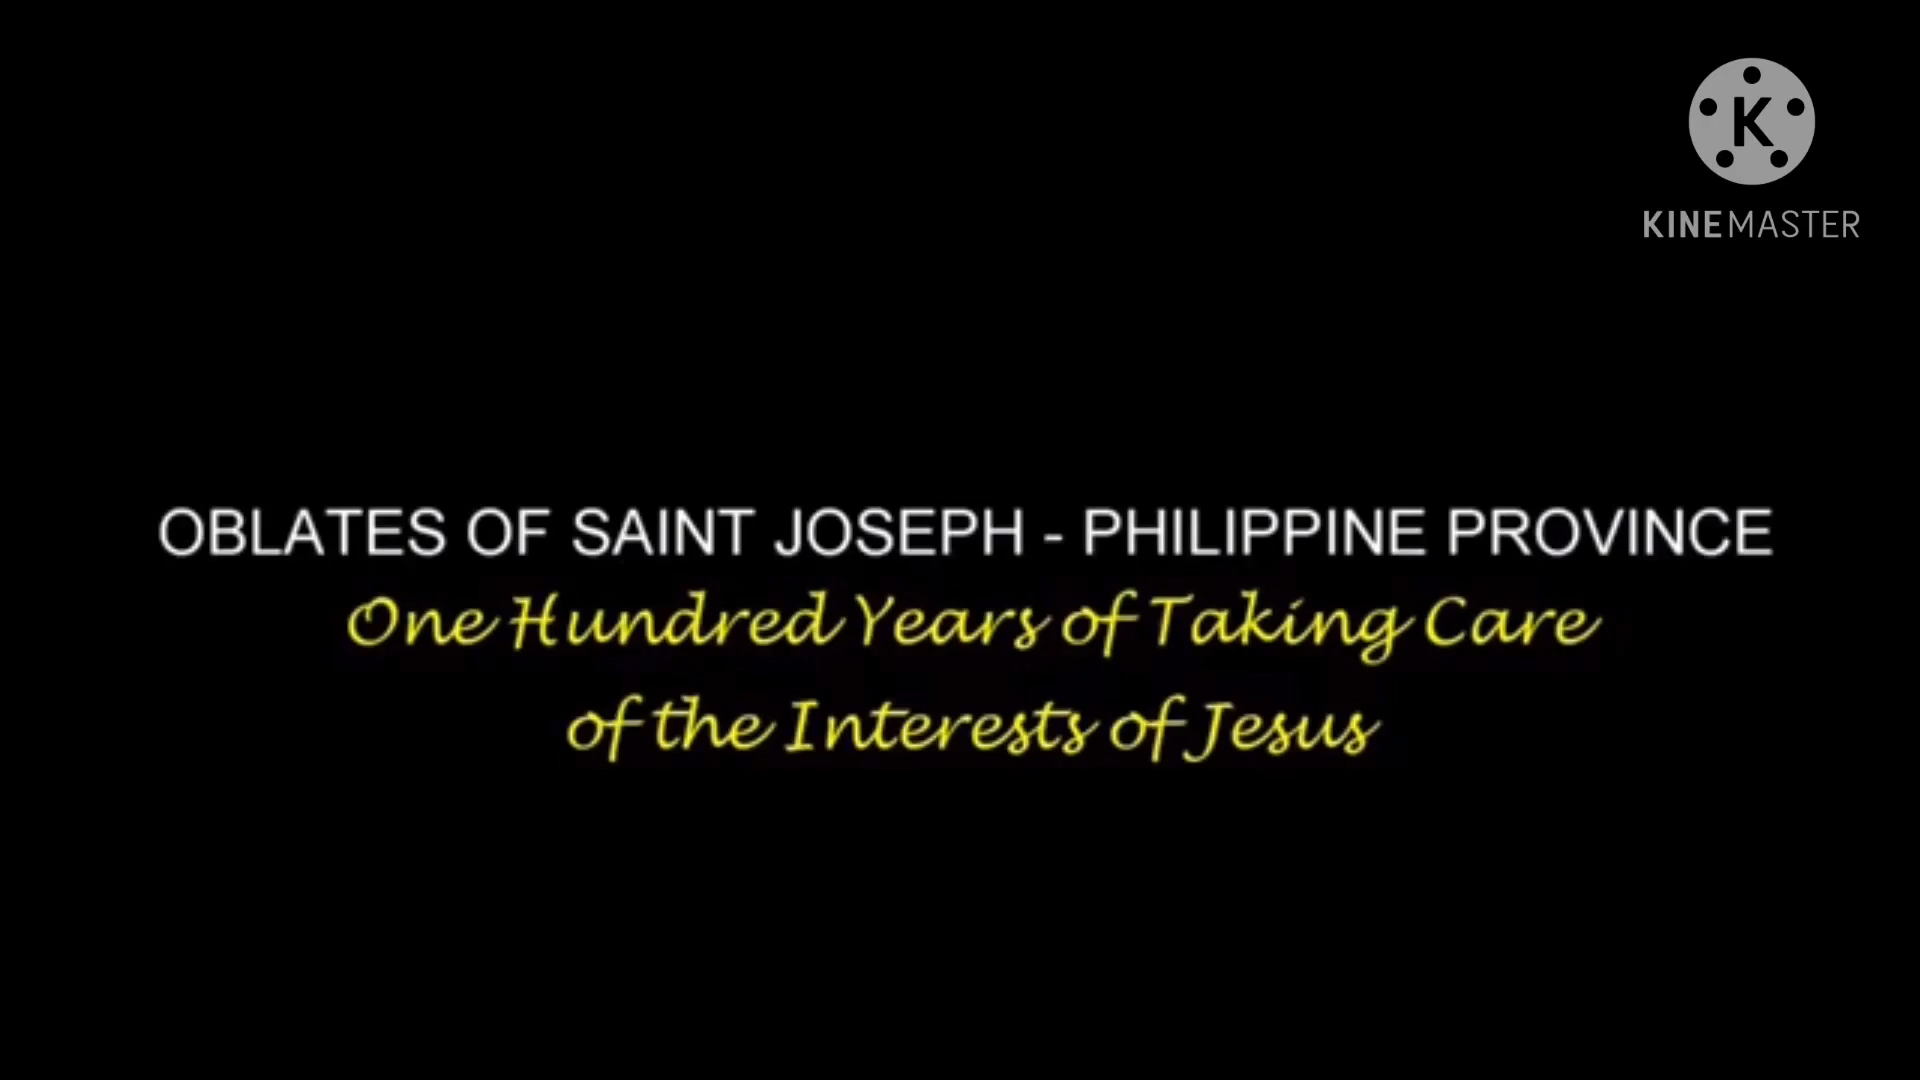 K
KINEMASTER
OBLATES OF SAINT JOSEPH - PHILIPPINE PROVINCE
One Hundred Years of Taking Care
of the Interests of Jesus